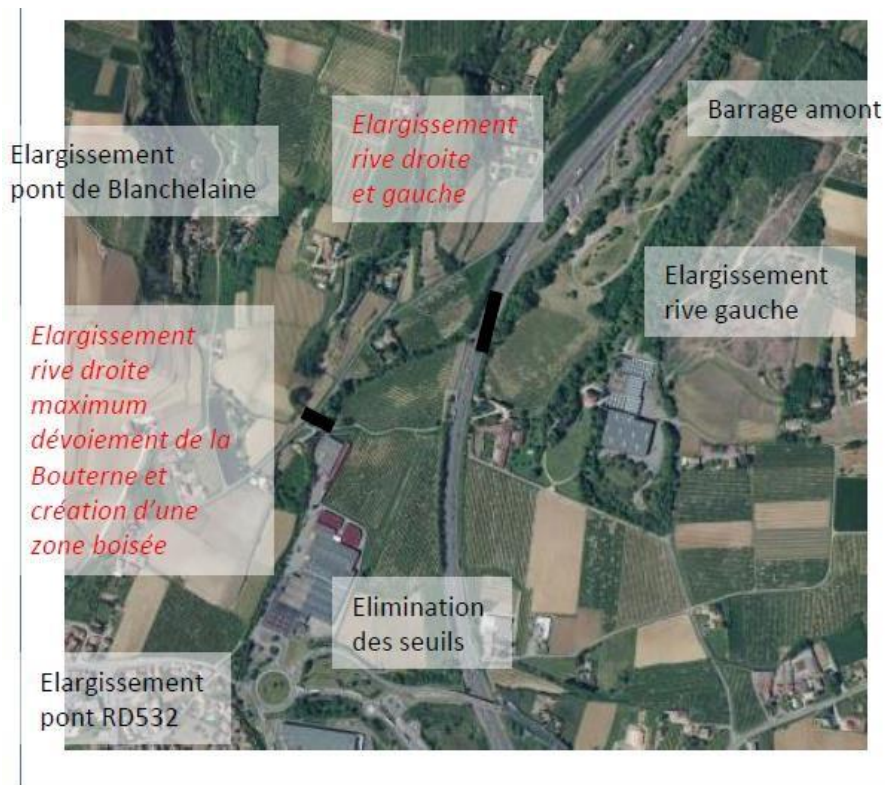 Barrage amont
Elargissement
rive droite
et gauche
Elargissement
pont de Blanchelaine
Elargissement
rive gauche
Elargissement
rive droite
maximum
dévoiement de la
Bouterne et
création d'une
zone boisée
Elimination
des seuils
Elargissement
pont RD532